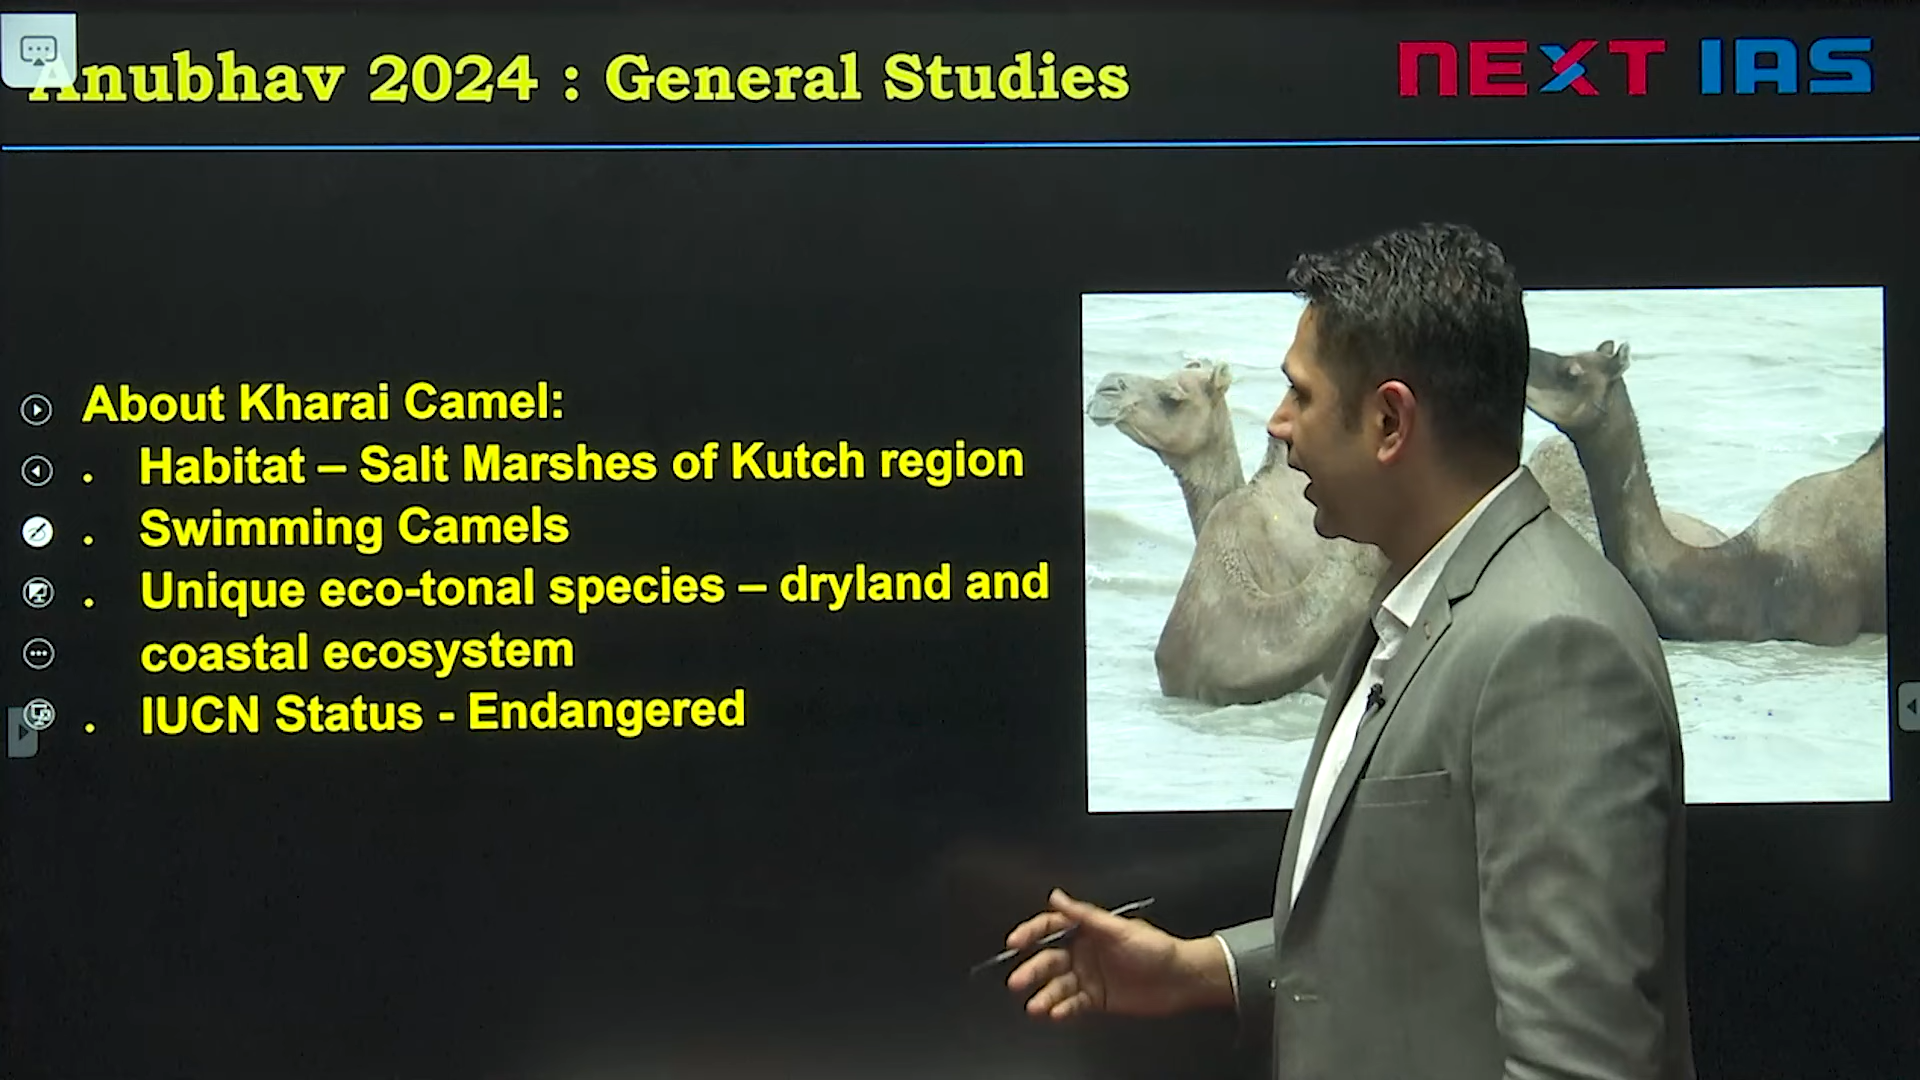 Anubhav 2024 : General Studies
NEXT IAS
About Kharai Camel:
. Habitat – Salt Marshes of Kutch region
. Swimming Camels
. Unique eco-tonal species – dryland and
coastal ecosystem
. IUCN Status - Endangered